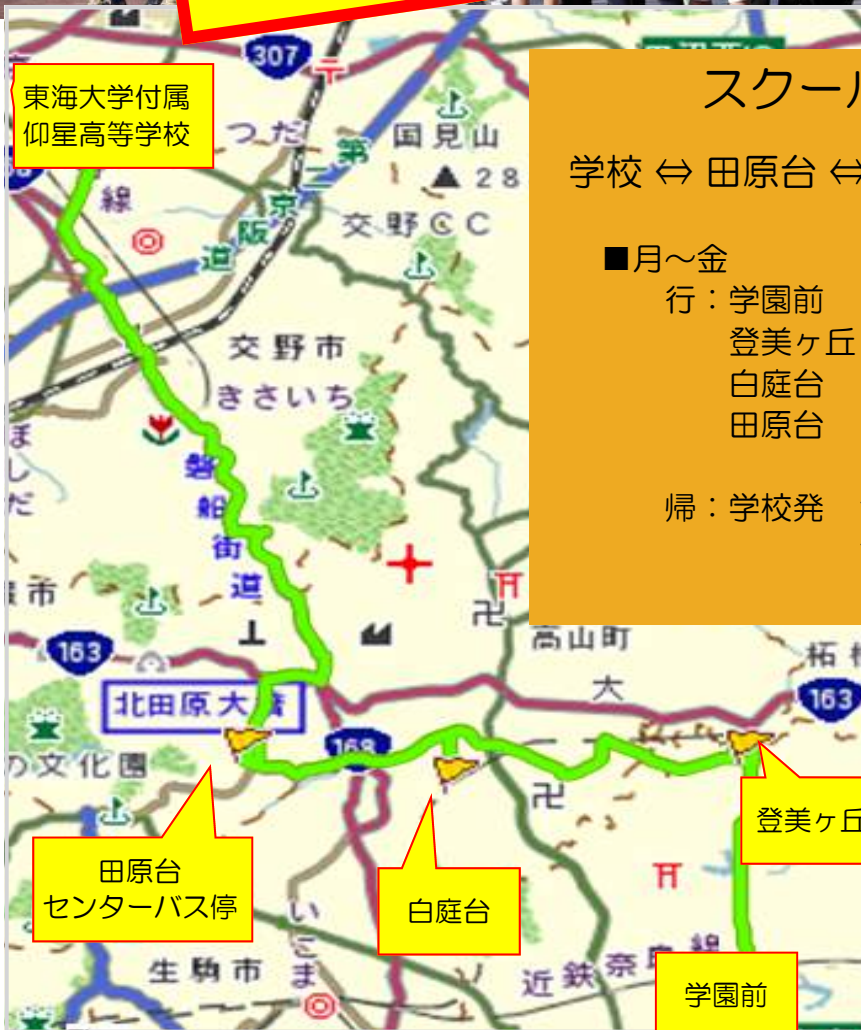 307
東海大学付属
仰星高等学校
つだ
国見山
28
第二京阪道
線
交野CC
スクール
学校 ⇔ 田原台 ⇔
■月～金
行：学園前
登美ヶ丘
白庭台
田原台
帰：学校発
交野市
きさいち
磐船街道
市
163
高山町
大
163
北田原大橋
168
の文化園
登美ヶ丘
田原台
センターバス停
白庭台
いこま
生駒市
近鉄奈良線
学園前